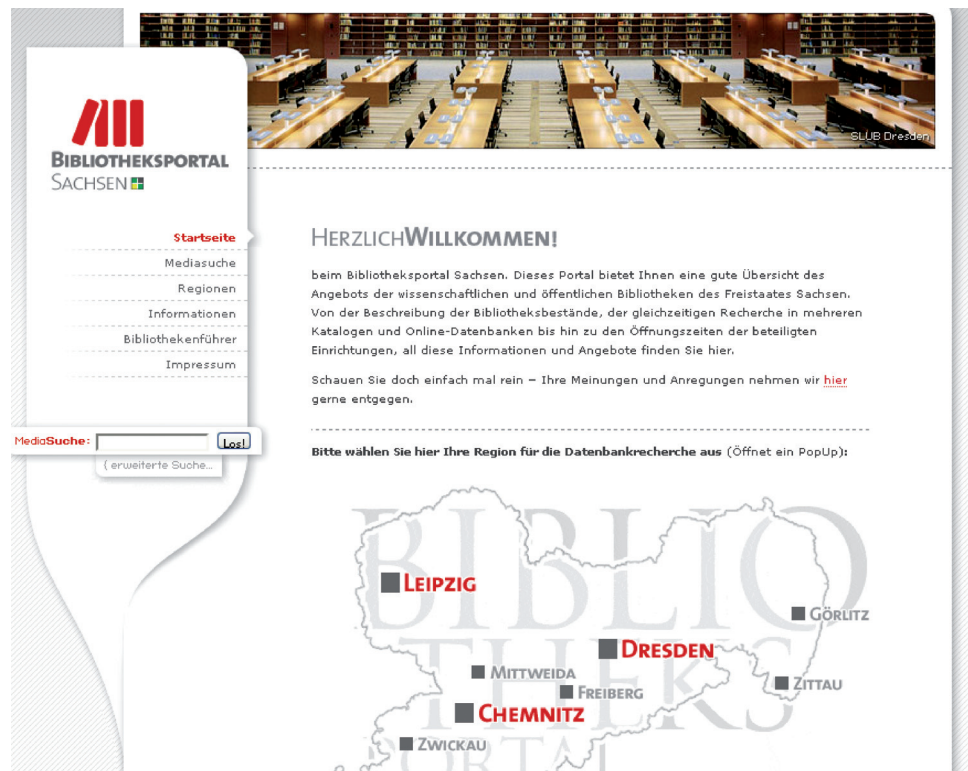 SLUB Dresden
BIBLIOTHEKSPORTAL
SACHSEN
Startseite
Mediasuche
Regionen
Informationen
Bibliothekenführer
Impressum
MediaSuche:
Los!
( erweiterte Suche...
HERZLICHWILLKOMMEN!
beim Bibliotheksportal Sachsen. Dieses Portal bietet Ihnen eine gute Übersicht des
Angebots der wissenschaftlichen und öffentlichen Bibliotheken des Freistaates Sachsen.
Von der Beschreibung der Bibliotheksbestände, der gleichzeitigen Recherche in mehreren
Katalogen und Online-Datenbanken bis hin zu den Öffnungszeiten der beteiligten
Einrichtungen, all diese Informationen und Angebote finden Sie hier.
Schauen Sie doch einfach mal rein – Ihre Meinungen und Anregungen nehmen wir hier
gerne entgegen.
Bitte wählen Sie hier Ihre Region für die Datenbankrecherche aus (Öffnet ein PopUp):
BIBLIO
THEKS
PORTAL
LEIPZIG
GÖRLITZ
DRESDEN
MITTWEIDA
FREIBERG
ZITTAU
CHEMNITZ
ZWICKAU